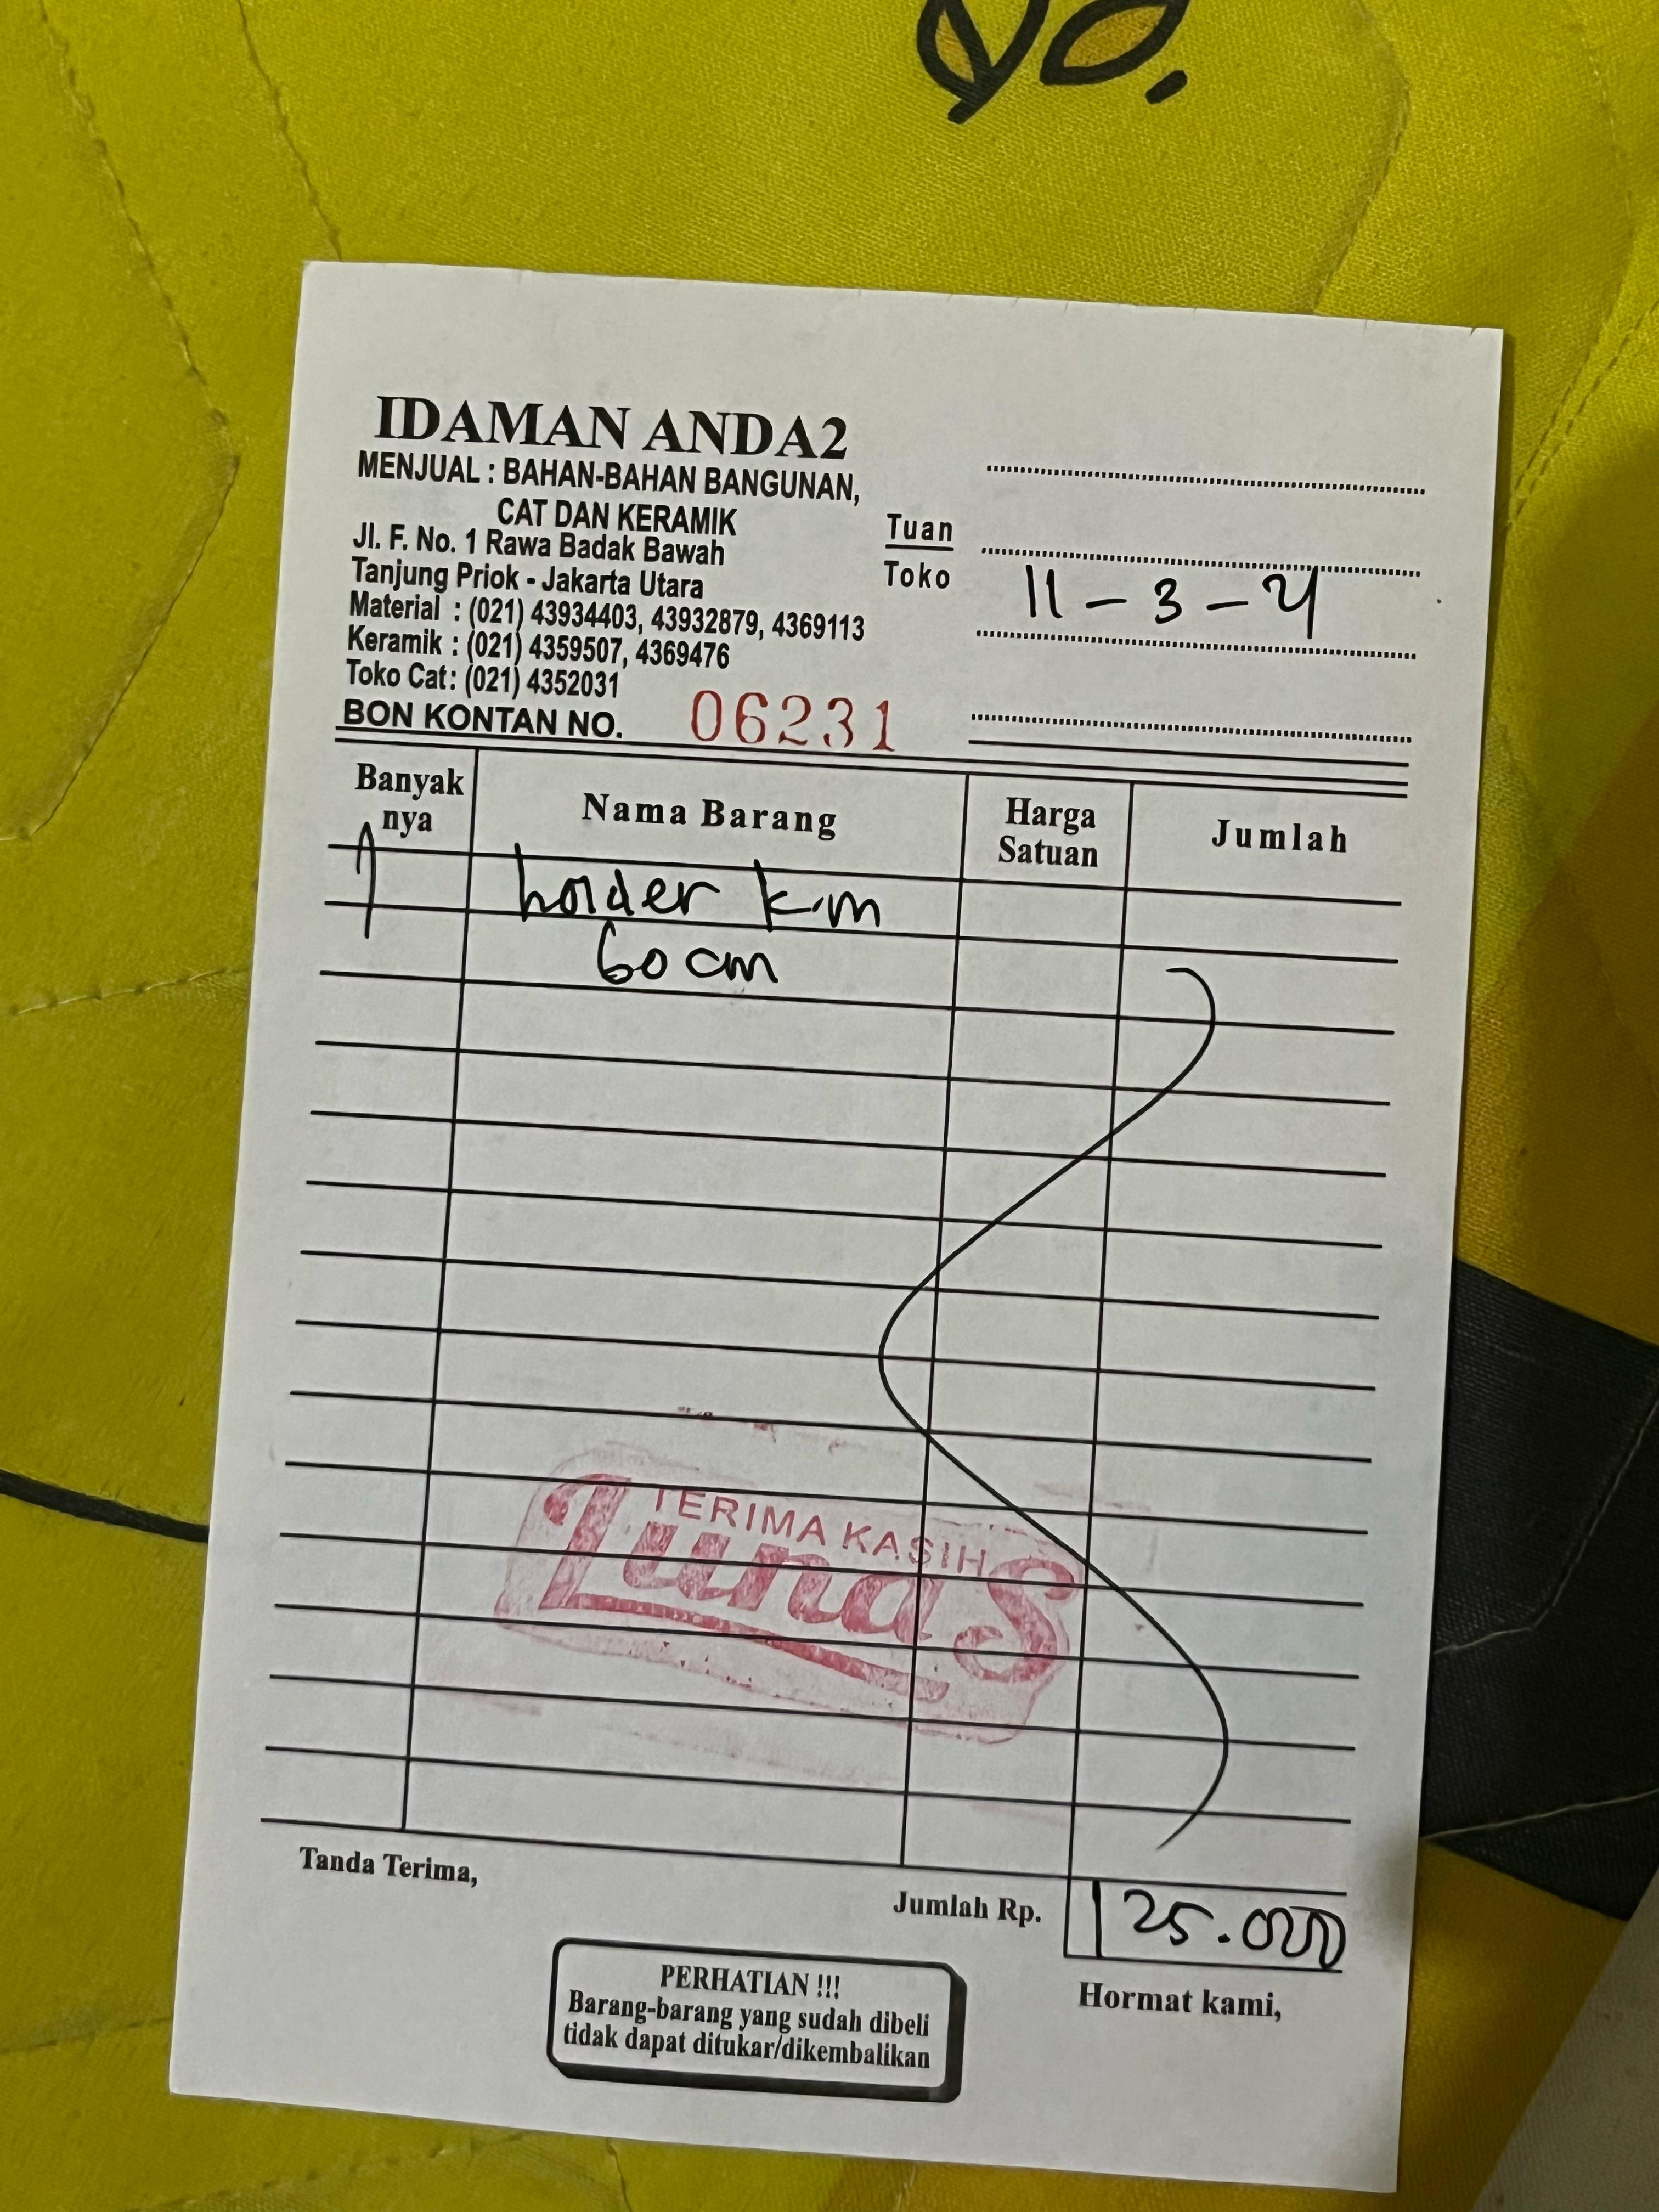 IDAMAN ANDA2
MENJUAL : BAHAN-BAHAN BANGUNAN,
CAT DAN KERAMIK
Jl. F. No. 1 Rawa Badak Bawah
Tanjung Priok - Jakarta Utara
Material : (021) 43934403, 43932879, 4369113
Keramik : (021) 4359507, 4369476
Toko Cat : (021) 4352031
BON KONTAN NO. 06231
Tuan
Toko
11 - 3 - 24
Banyak nya Nama Barang Harga Satuan Jumlah
1 holder k.m
60 cm
TERIMA KASIH
Lunas
Tanda Terima,
Jumlah Rp. 125.000
Hormat kami,
PERHATIAN !!!
Barang-barang yang sudah dibeli
tidak dapat ditukar/dikembalikan